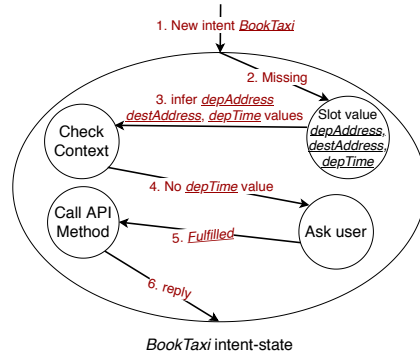 1. New intent BookTaxi
2. Missing
3. infer depAddress
destAddress, depTime values
Slot value
depAddress,
destAddress,
depTime
Check
Context
4. No depTime value
Call API
Method
5. Fulfilled
Ask user
6. reply
BookTaxi intent-state